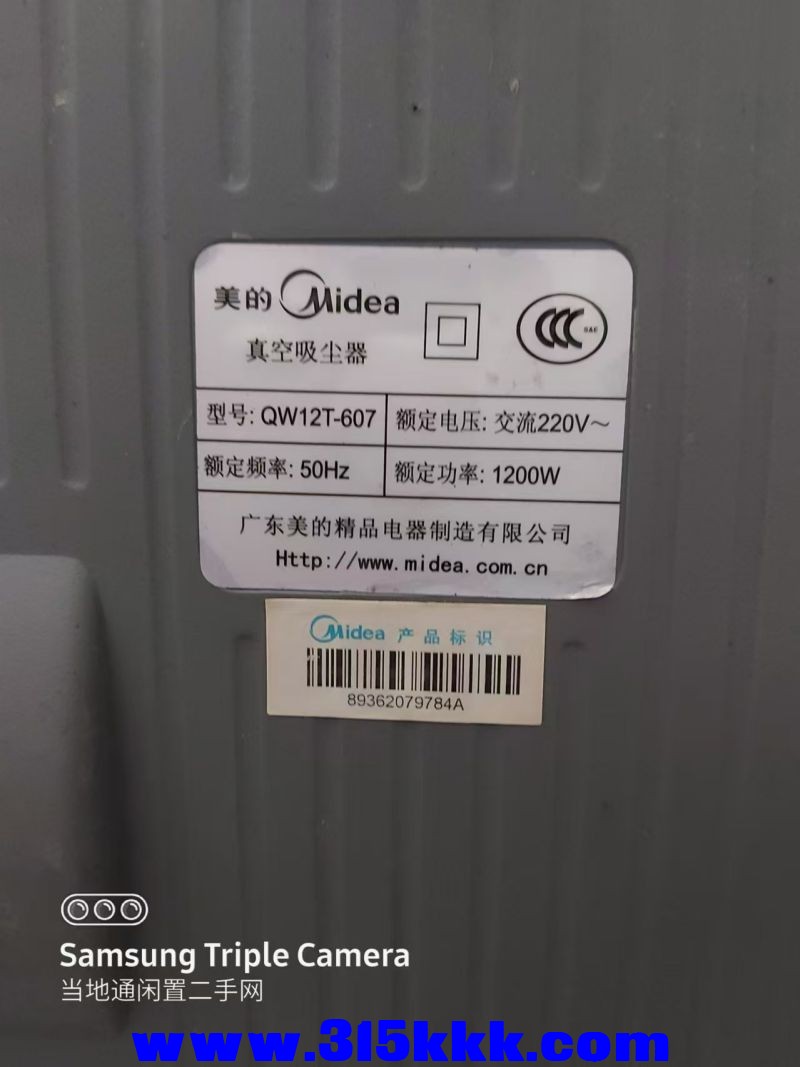 美的 Midea
真空吸尘器
CCC S&E
型号: QW12T-607 额定电压: 交流220V～
额定频率: 50Hz 额定功率: 1200W
广东美的精品电器制造有限公司
Http://www.midea.com.cn
Midea 产品标识
89362079784A
Samsung Triple Camera
当地通闲置二手网
www.315kkk.com